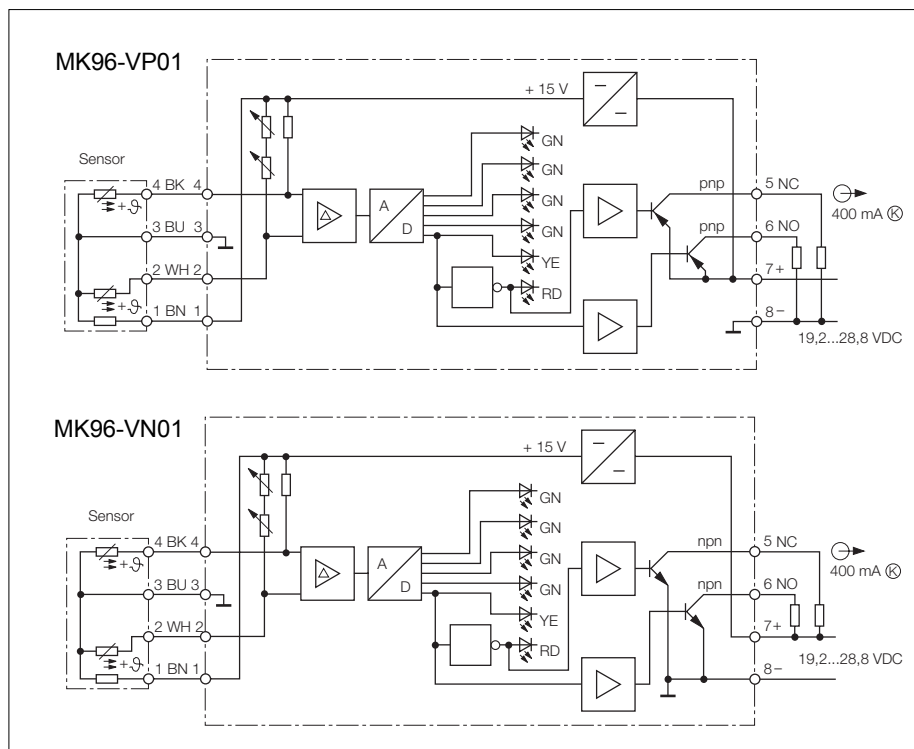 MK96-VP01
+ 15 V
GN
Sensor
GN
4 BK 4
pnp
5 NC
GN
A
400 mA Ⓚ
+ϑ
3 BU 3
D
GN
pnp
6 NO
2 WH 2
YE
7+
+ϑ
RD
1 BN 1
8−
19,2...28,8 VDC
MK96-VN01
+ 15 V
GN
Sensor
GN
4 BK 4
npn
5 NC
GN
A
400 mA Ⓚ
+ϑ
3 BU 3
D
GN
npn
6 NO
2 WH 2
YE
7+
+ϑ
RD
19,2...28,8 VDC
1 BN 1
8−